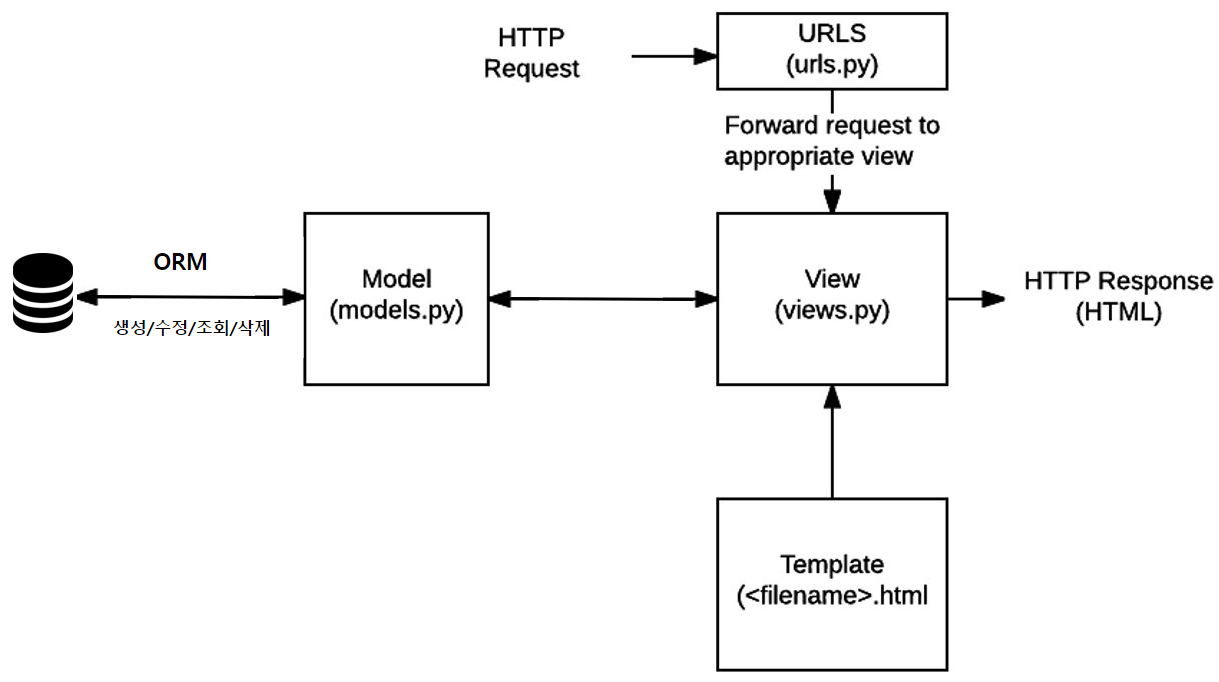 HTTP
Request
URLS
(urls.py)
Forward request to
appropriate view
ORM
생성/수정/조회/삭제
Model
(models.py)
View
(views.py)
HTTP Response
(HTML)
Template
(<filename>.html